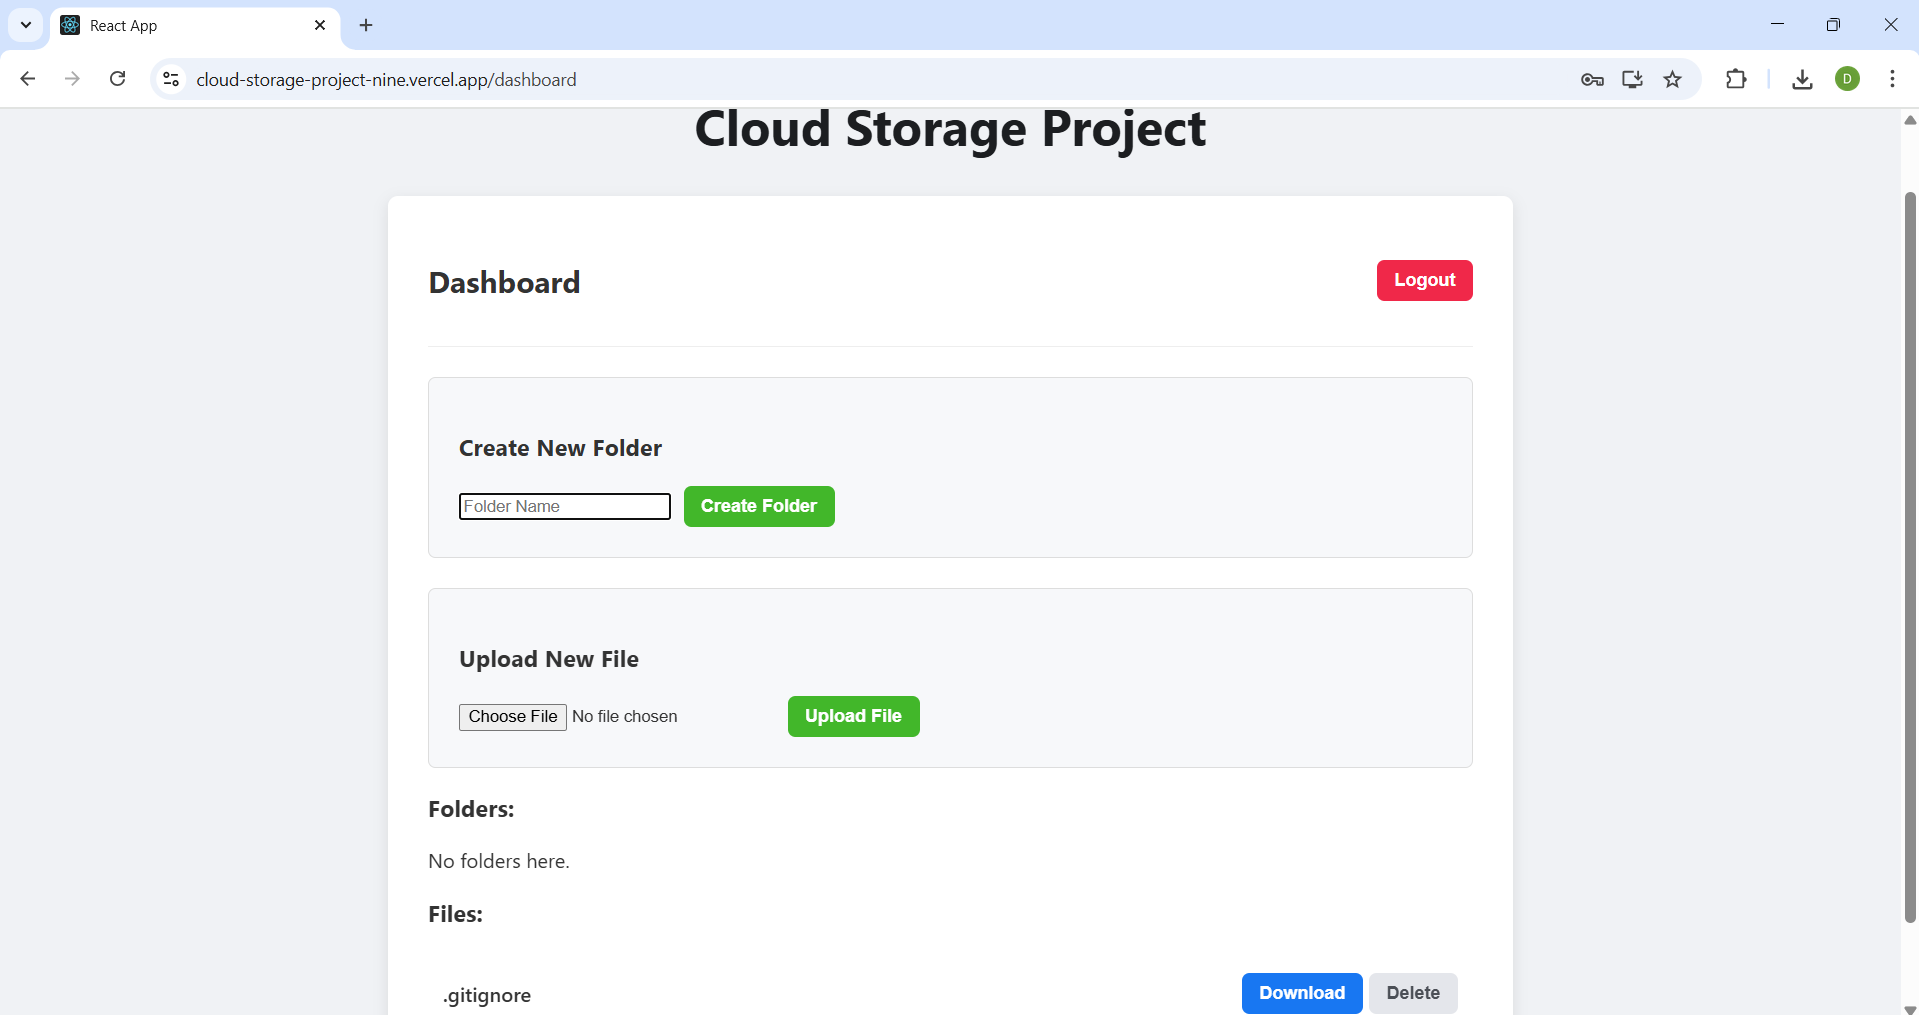 React App
cloud-storage-project-nine.vercel.app/dashboard
D
Cloud Storage Project
Dashboard
Logout
Create New Folder
Folder Name
Create Folder
Upload New File
Choose File No file chosen
Upload File
Folders:
No folders here.
Files:
.gitignore
Download
Delete